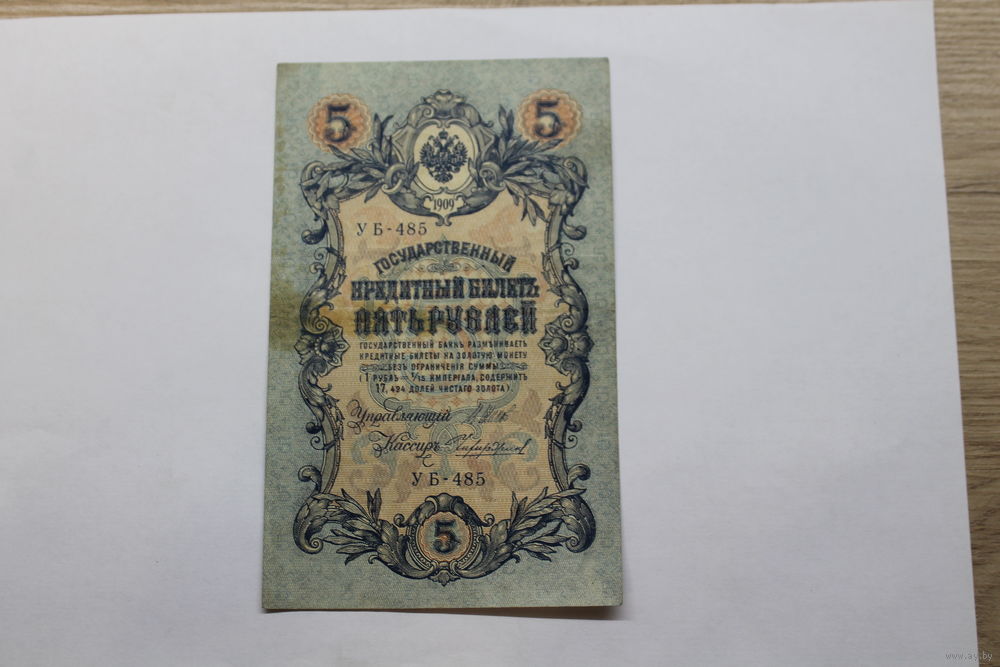 5 5
1909
УБ-485
ГОСУДАРСТВЕННЫЙ
КРЕДИТНЫЙ БИЛЕТЪ
ПЯТЬ РУБЛЕЙ
ГОСУДАРСТВЕННЫЙ БАНКЪ РАЗМѢНИВАЕТЪ
КРЕДИТНЫЕ БИЛЕТЫ НА ЗОЛОТУЮ МОНЕТУ
БЕЗЪ ОГРАНИЧЕНІЯ СУММЫ
(1 РУБЛЬ = 1/15 ИМПЕРІАЛА, СОДЕРЖИТЪ
17,424 ДОЛЕЙ ЧИСТАГО ЗОЛОТА).
Управляющій
Кассиръ
УБ-485
5
www.ay.by